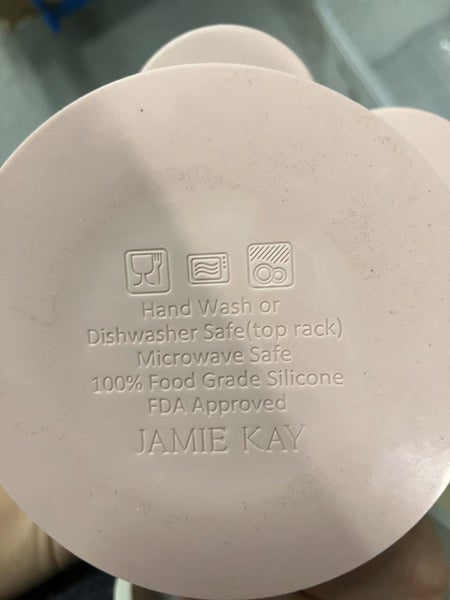 Hand Wash or
Dishwasher Safe(top rack)
Microwave Safe
100% Food Grade Silicone
FDA Approved
JAMIE KAY